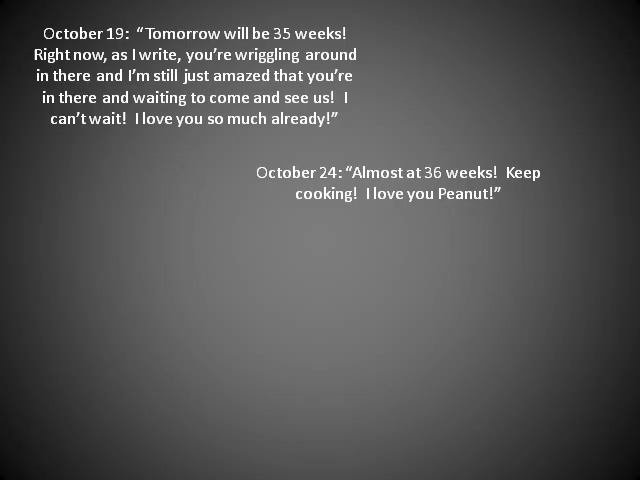 October 19:  “Tomorrow will be 35 weeks!
Right now, as I write, you’re wriggling around
in there and I’m still just amazed that you’re
in there and waiting to come and see us!  I
can’t wait!  I love you so much already!”
October 24: “Almost at 36 weeks!  Keep
cooking!  I love you Peanut!”